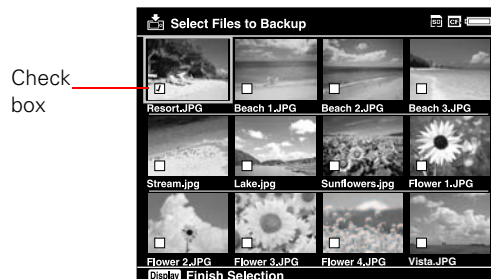 Select Files to Backup
SD CF
Check
box
Resort.JPG Beach 1.JPG Beach 2.JPG Beach 3.JPG
Stream.jpg Lake.jpg Sunflowers.jpg Flower 1.JPG
Flower 2.JPG Flower 3.JPG Flower 4.JPG Vista.JPG
Display Finish Selection